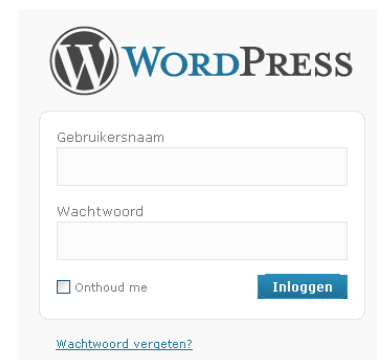 WORDPRESS
Gebruikersnaam
Wachtwoord
Onthoud me
Inloggen
Wachtwoord vergeten?